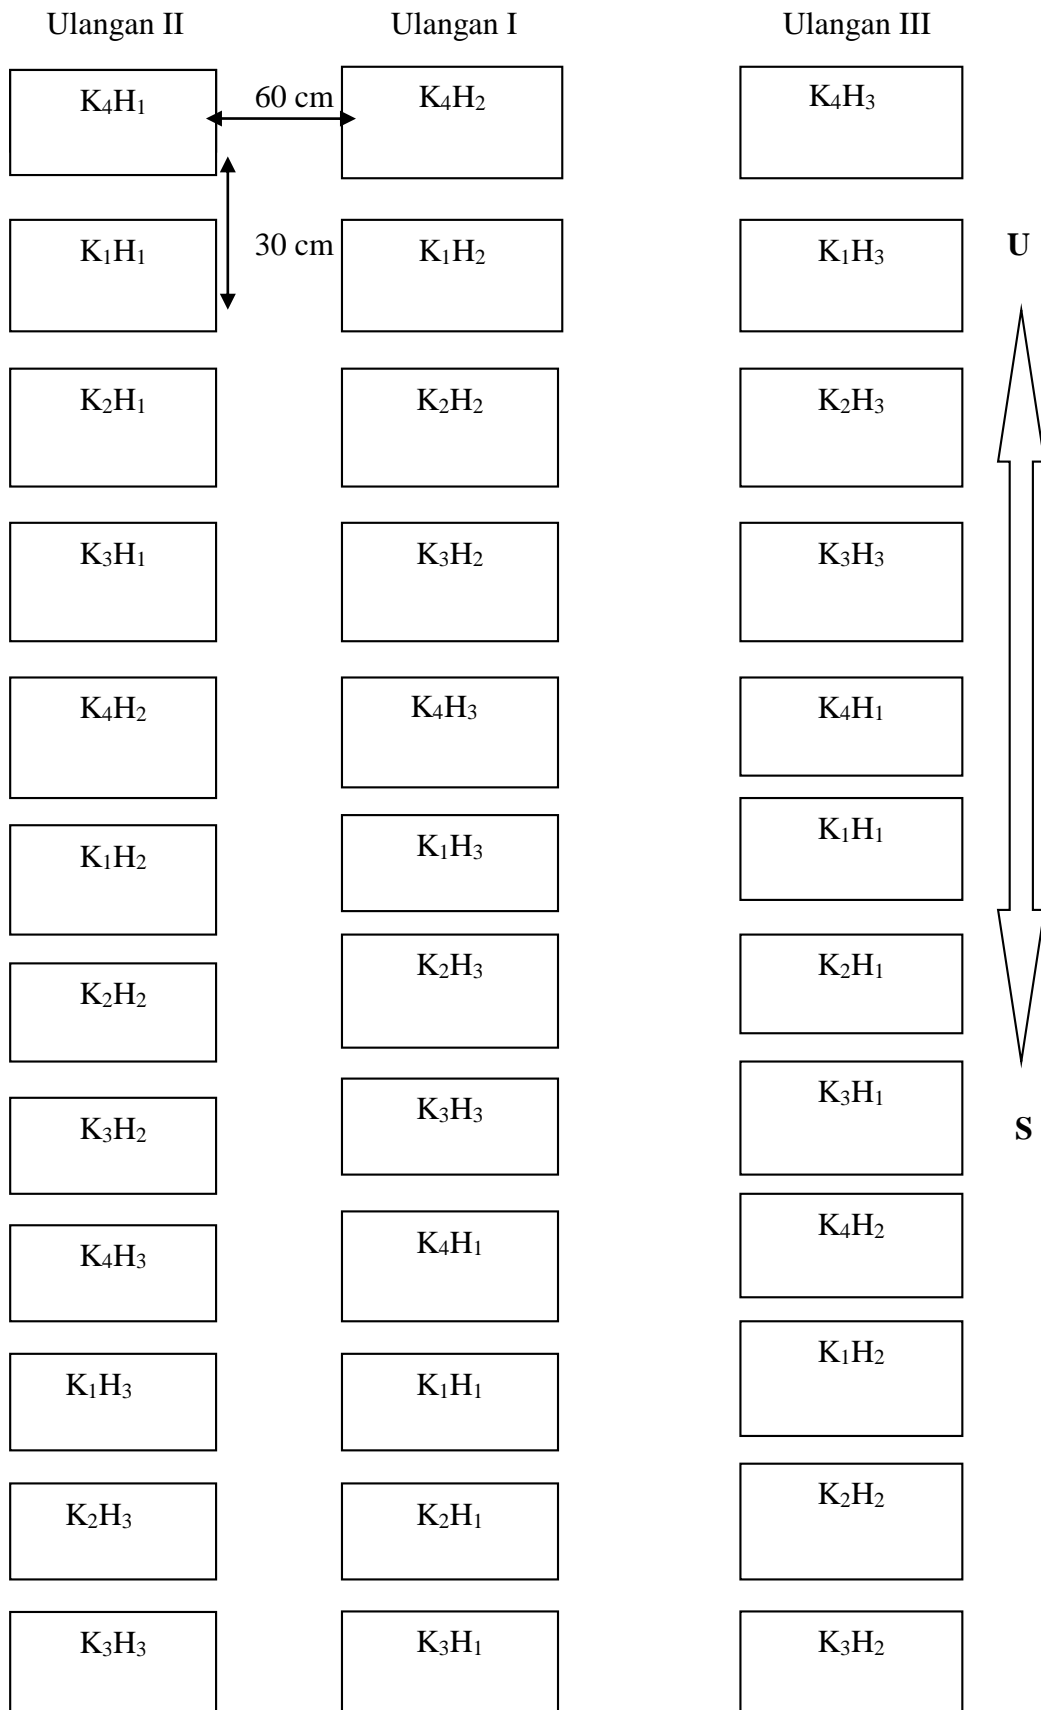 Ulangan II Ulangan I Ulangan III
K₄H₁ 60 cm K₄H₂ K₄H₃
K₁H₁ 30 cm K₁H₂ K₁H₃ U
K₂H₁ K₂H₂ K₂H₃
K₃H₁ K₃H₂ K₃H₃
K₄H₂ K₄H₃ K₄H₁
K₁H₂ K₁H₃ K₁H₁
K₂H₂ K₂H₃ K₂H₁
K₃H₂ K₃H₃ K₃H₁ S
K₄H₃ K₄H₁ K₄H₂
K₁H₃ K₁H₁ K₁H₂
K₂H₃ K₂H₁ K₂H₂
K₃H₃ K₃H₁ K₃H₂